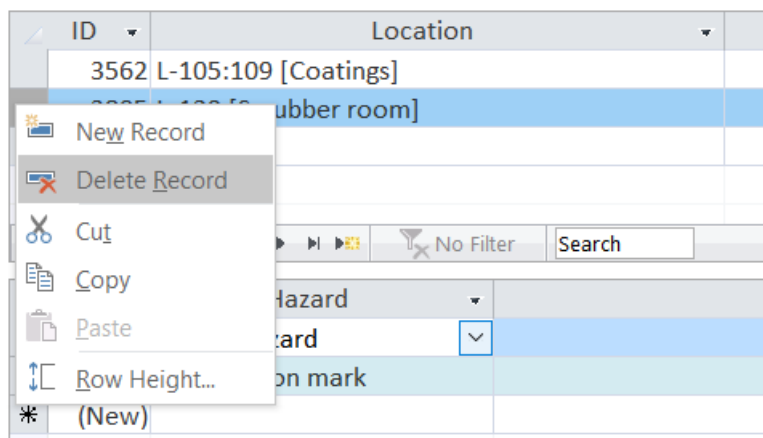 ID Location
3562 L-105:109 [Coatings]
ubber room]
New Record
Delete Record
Cut
No Filter Search
Copy
Hazard
Paste
zard
Row Height...
on mark
(New)